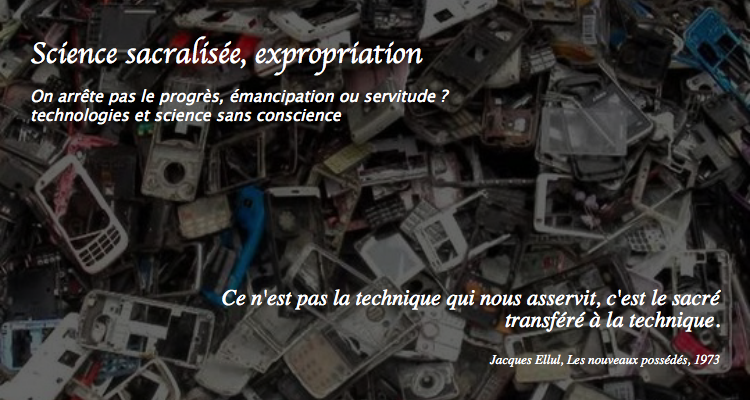 Science sacralisée, expropriation
On arrête pas le progrès, émancipation ou servitude ?
technologies et science sans conscience
Ce n'est pas la technique qui nous asservit, c'est le sacré
transféré à la technique.
Jacques Ellul, Les nouveaux possédés, 1973